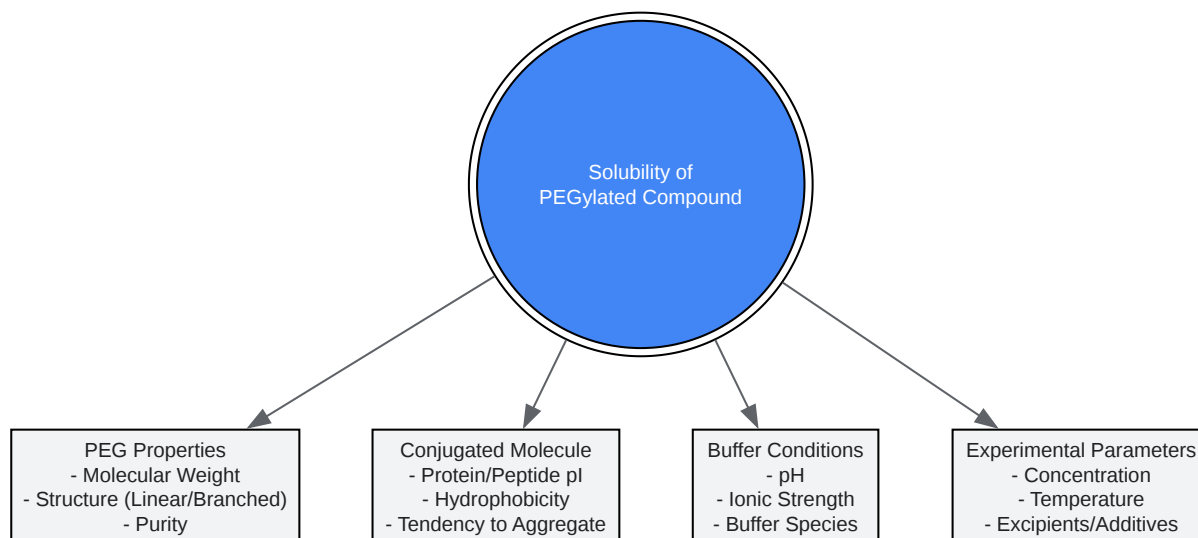 Solubility of
PEGylated Compound
PEG Properties
- Molecular Weight
- Structure (Linear/Branched)
- Purity
Conjugated Molecule
- Protein/Peptide pI
- Hydrophobicity
- Tendency to Aggregate
Buffer Conditions
- pH
- Ionic Strength
- Buffer Species
Experimental Parameters
- Concentration
- Temperature
- Excipients/Additives